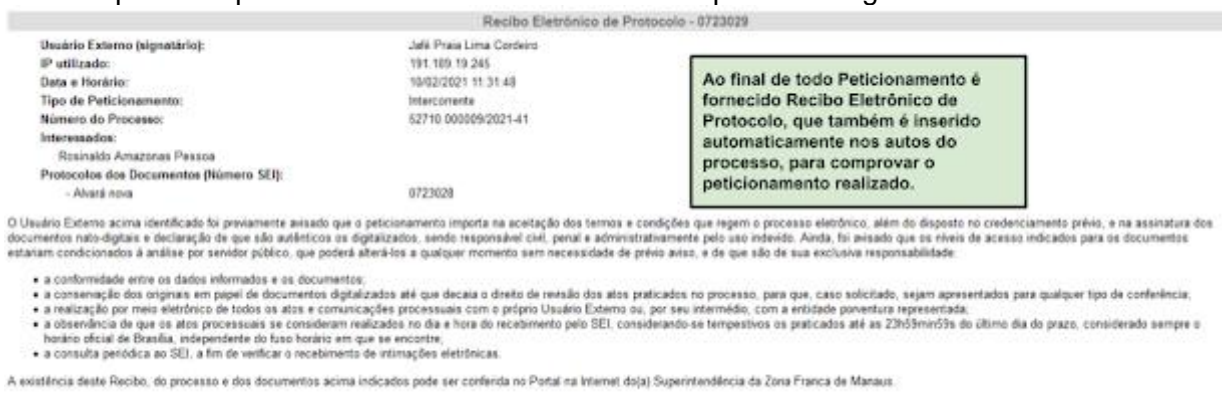 Recibo Eletrônico de Protocolo - 0723029
Usuário Externo (signatário): Jafé Praia Lima Cordeiro
IP utilizado: 191.189.19.245
Data e Horário: 10/02/2021 11:31:48
Tipo de Peticionamento: Intercorrente
Número do Processo: 52710.000009/2021-41
Interessados:
Rosinaldo Amazonas Pessoa
Protocolos dos Documentos (Número SEI):
- Alvará nova 0723028
Ao final de todo Peticionamento é
fornecido Recibo Eletrônico de
Protocolo, que também é inserido
automaticamente nos autos do
processo, para comprovar o
peticionamento realizado.
O Usuário Externo acima identificado foi previamente avisado que o peticionamento importa na aceitação dos termos e condições que regem o processo eletrônico, além do disposto no credenciamento prévio, e na assinatura dos
documentos nato-digitais e declaração de que são autênticos os digitalizados, sendo responsável civil, penal e administrativamente pelo uso indevido. Ainda, foi avisado que os níveis de acesso indicados para os documentos
estariam condicionados à análise por servidor público, que poderá alterá-los a qualquer momento sem necessidade de prévio aviso, e de que são de sua exclusiva responsabilidade:
• a conformidade entre os dados informados e os documentos;
• a conservação dos originais em papel de documentos digitalizados até que decaia o direito de revisão dos atos praticados no processo, para que, caso solicitado, sejam apresentados para qualquer tipo de conferência;
• a realização por meio eletrônico de todos os atos e comunicações processuais com o próprio Usuário Externo ou, por seu intermédio, com a entidade porventura representada;
• a observância de que os atos processuais se consideram realizados no dia e hora do recebimento pelo SEI, considerando-se tempestivos os praticados até as 23h59min59s do último dia do prazo, considerado sempre o
horário oficial de Brasília, independente do fuso horário em que se encontre;
• a consulta periódica ao SEI, a fim de verificar o recebimento de intimações eletrônicas.
A existência deste Recibo, do processo e dos documentos acima indicados pode ser conferida no Portal na Internet do(a) Superintendência da Zona Franca de Manaus.